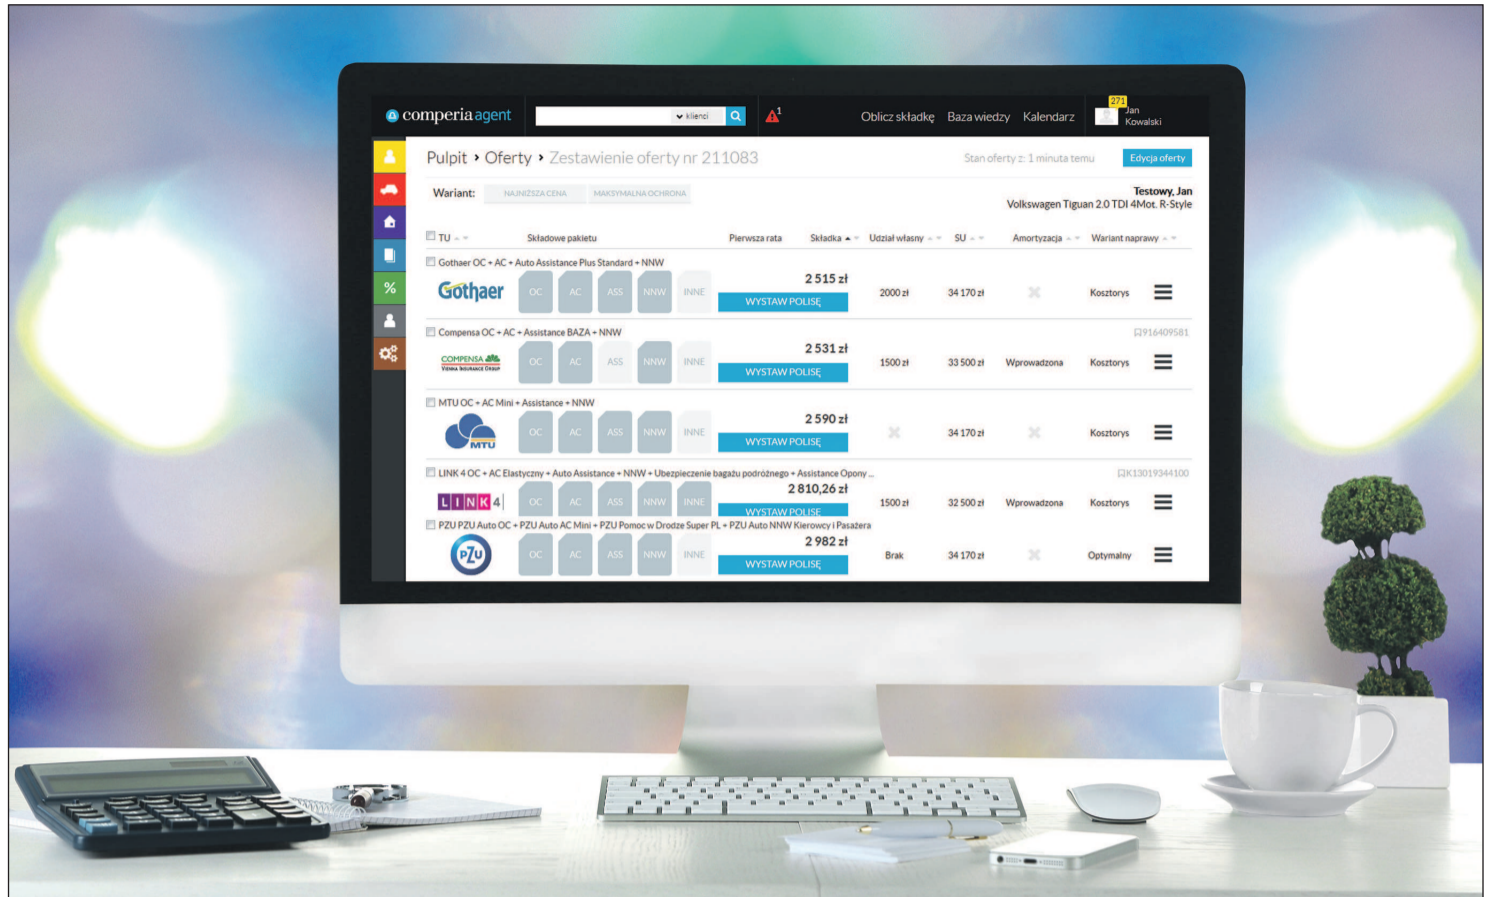 comperia agent
klienci
1
Oblicz składkę Baza wiedzy Kalendarz
271
Jan
Kowalski
Pulpit › Oferty › Zestawienie oferty nr 211083
Stan oferty z: 1 minuta temu
Edycja oferty
Wariant: NAJNIŻSZA CENA MAKSYMALNA OCHRONA
Testowy, Jan
Volkswagen Tiguan 2.0 TDI 4Mot. R-Style
TU Składowe pakietu Pierwsza rata Składka Udział własny SU Amortyzacja Wariant naprawy
Gothaer OC + AC + Auto Assistance Plus Standard + NNW
2 515 zł
Gothaer OC AC ASS NNW INNE WYSTAW POLISĘ 2000 zł 34 170 zł Kosztorys
Compensa OC + AC + Assistance BAZA + NNW 916409581
2 531 zł
COMPENSA
VIENNA INSURANCE GROUP
OC AC ASS NNW INNE WYSTAW POLISĘ 1500 zł 33 500 zł Wprowadzona Kosztorys
MTU OC + AC Mini + Assistance + NNW
2 590 zł
MTU OC AC ASS NNW INNE WYSTAW POLISĘ 34 170 zł Kosztorys
LINK 4 OC + AC Elastyczny + Auto Assistance + NNW + Ubezpieczenie bagażu podróżnego + Assistance Opony ... K13019344100
2 810,26 zł
LINK 4 OC AC ASS NNW INNE WYSTAW POLISĘ 1500 zł 32 500 zł Wprowadzona Kosztorys
PZU PZU Auto OC + PZU Auto AC Mini + PZU Pomoc w Drodze Super PL + PZU Auto NNW Kierowcy i Pasażera
2 982 zł
PZU OC AC ASS NNW INNE WYSTAW POLISĘ Brak 34 170 zł Optymalny